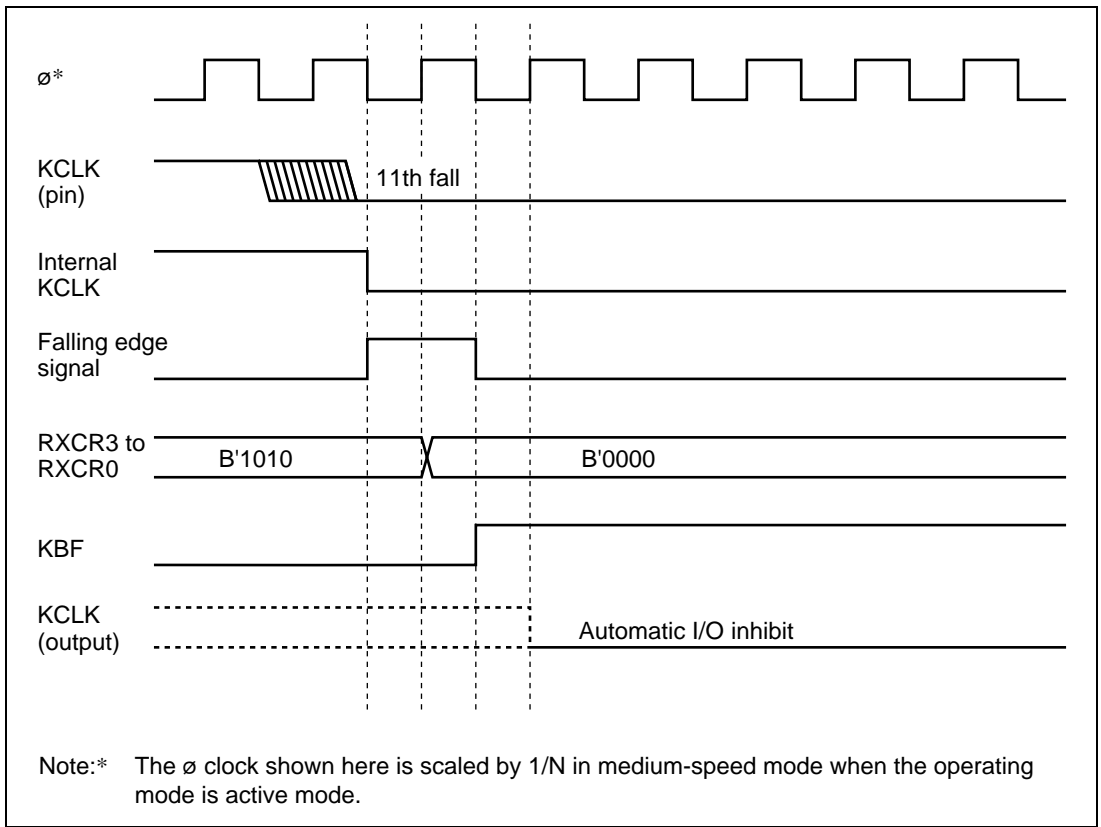 ø*
KCLK
(pin)
11th fall
Internal
KCLK
Falling edge
signal
RXCR3 to
RXCR0
B'1010
B'0000
KBF
KCLK
(output)
Automatic I/O inhibit
Note:* The ø clock shown here is scaled by 1/N in medium-speed mode when the operating
mode is active mode.